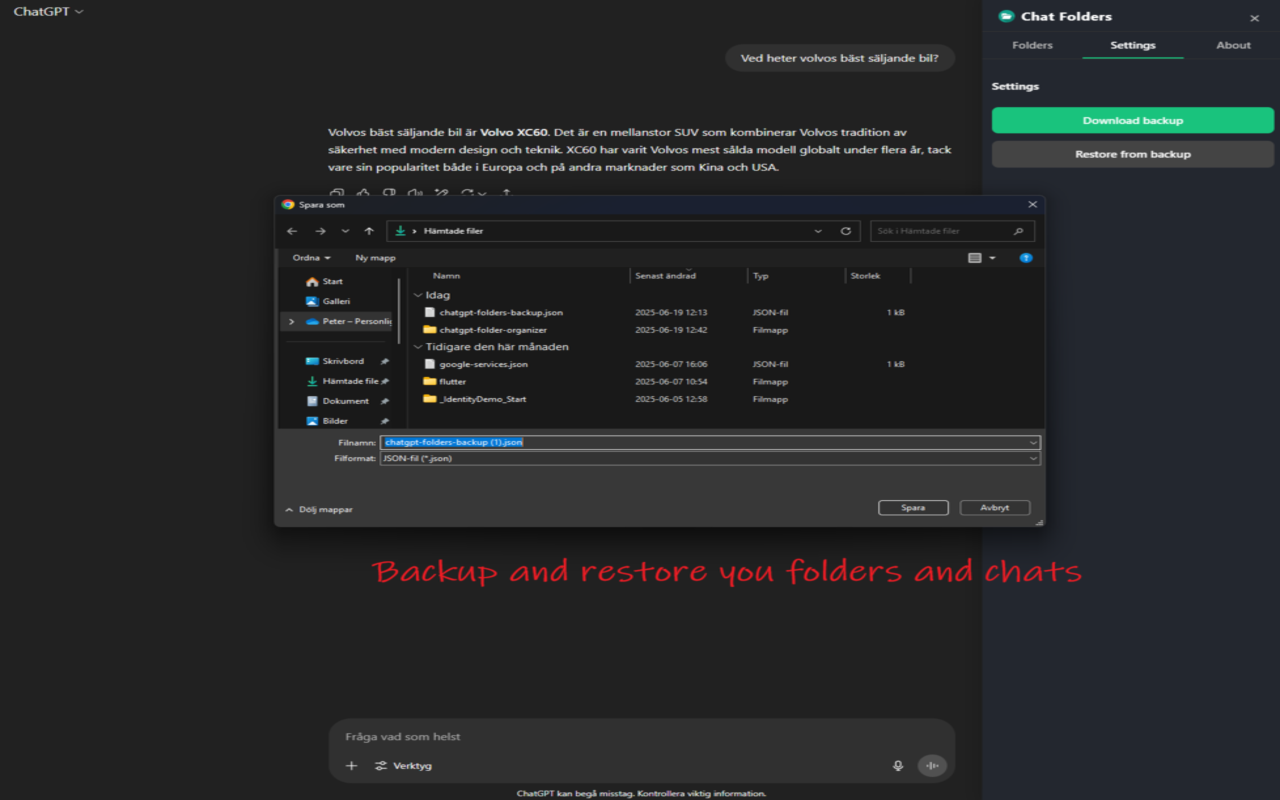 ChatGPT
Chat Folders
Folders
Settings
About
Ved heter volvos bäst säljande bil?
Settings
Download backup
Restore from backup
Volvos bäst säljande bil är Volvo XC60. Det är en mellanstor SUV som kombinerar Volvos tradition av
säkerhet med modern design och teknik. XC60 har varit Volvos mest sålda modell globalt under flera år, tack
vare sin popularitet både i Europa och på andra marknader som Kina och USA.
Spara som
Hämtade filer
Sök i Hämtade filer
Ordna
Ny mapp
Start
Galleri
Peter – Personlig
Skrivbord
Hämtade file
Dokument
Bilder
Namn Senast ändrad Typ Storlek
Idag
chatgpt-folders-backup.json 2025-06-19 12:13 JSON-fil 1 kB
chatgpt-folder-organizer 2025-06-19 12:42 Filmapp
Tidigare den här månaden
google-services.json 2025-06-07 16:06 JSON-fil 1 kB
flutter 2025-06-07 10:54 Filmapp
_IdentityDemo_Start 2025-06-05 12:58 Filmapp
Filnamn: chatgpt-folders-backup (1).json
Filformat: JSON-fil (*.json)
Dölj mappar
Spara
Avbryt
Backup and restore you folders and chats
Fråga vad som helst
Verktyg
ChatGPT kan begå misstag. Kontrollera viktig information.